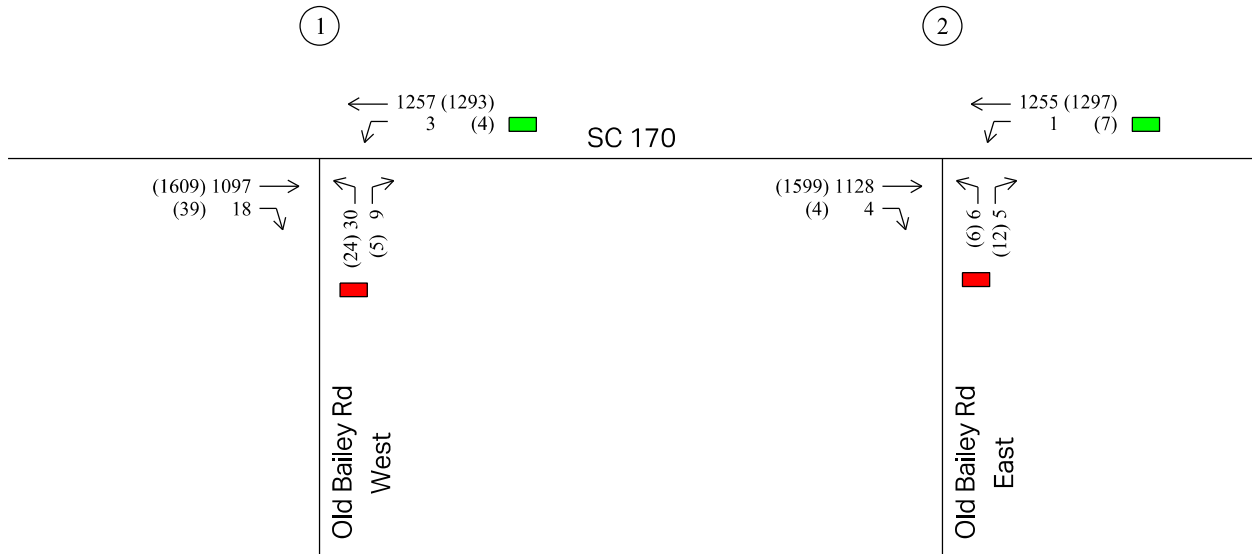 1
2
1257 (1293)
3 (4)
1255 (1297)
1 (7)
SC 170
(1609) 1097
(39) 18
(24) 30
(5) 9
(1599) 1128
(4) 4
(6) 6
(12) 5
Old Bailey Rd
West
Old Bailey Rd
East